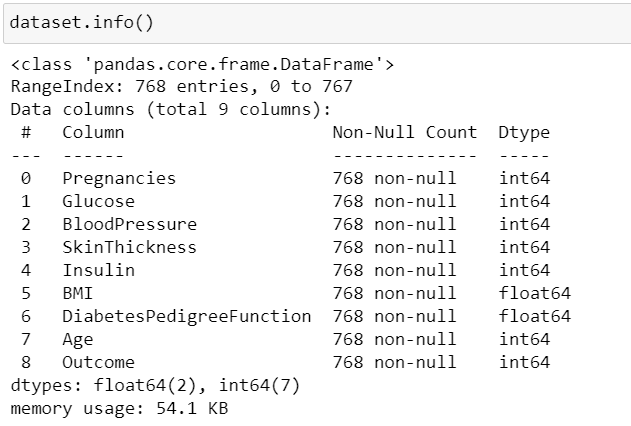 dataset.info()
<class 'pandas.core.frame.DataFrame'>
RangeIndex: 768 entries, 0 to 767
Data columns (total 9 columns):
 #   Column                    Non-Null Count  Dtype
---  ------                    --------------  -----
 0   Pregnancies               768 non-null    int64
 1   Glucose                   768 non-null    int64
 2   BloodPressure             768 non-null    int64
 3   SkinThickness             768 non-null    int64
 4   Insulin                   768 non-null    int64
 5   BMI                       768 non-null    float64
 6   DiabetesPedigreeFunction  768 non-null    float64
 7   Age                       768 non-null    int64
 8   Outcome                   768 non-null    int64
dtypes: float64(2), int64(7)
memory usage: 54.1 KB